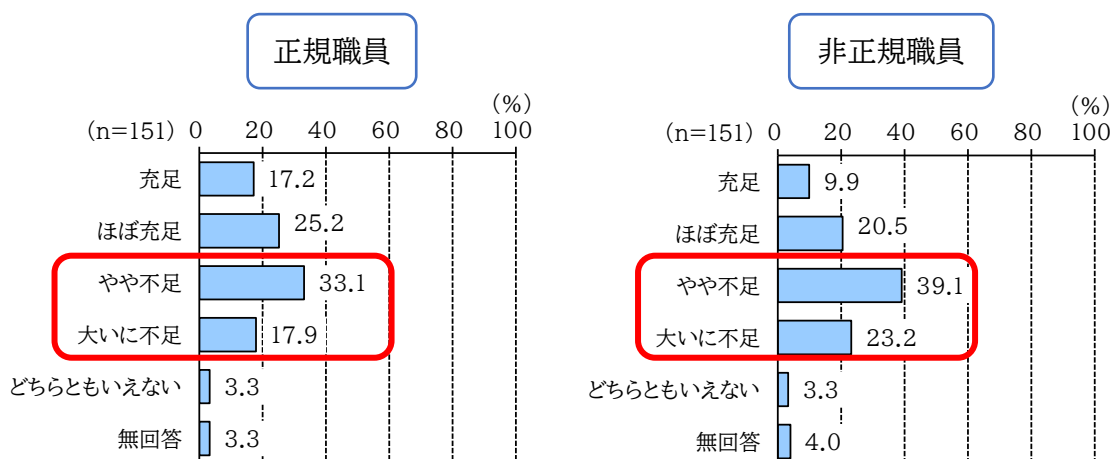 正規職員
(%)
(n=151) 0 20 40 60 80 100
充足 17.2
ほぼ充足 25.2
やや不足 33.1
大いに不足 17.9
どちらともいえない 3.3
無回答 3.3
非正規職員
(%)
(n=151) 0 20 40 60 80 100
充足 9.9
ほぼ充足 20.5
やや不足 39.1
大いに不足 23.2
どちらともいえない 3.3
無回答 4.0